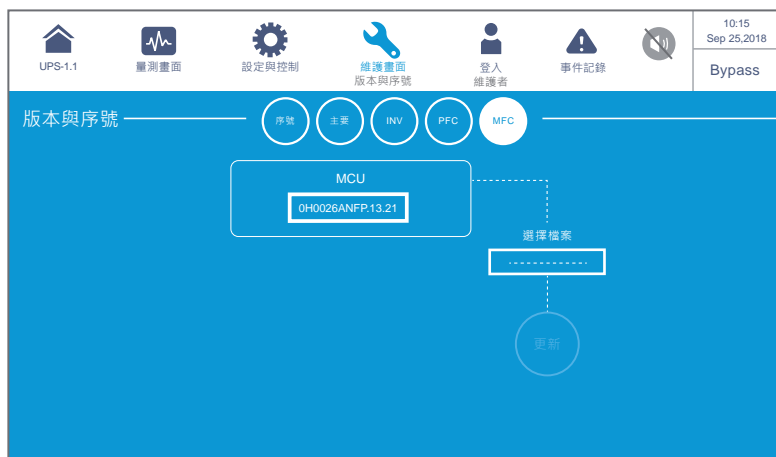 UPS-1.1
量測畫面
設定與控制
維護畫面
版本與序號
登入
維護者
事件記錄
10:15
Sep 25,2018
Bypass
版本與序號
序號
主要
INV
PFC
MFC
MCU
0H0026ANFP.13.21
選擇檔案
更新